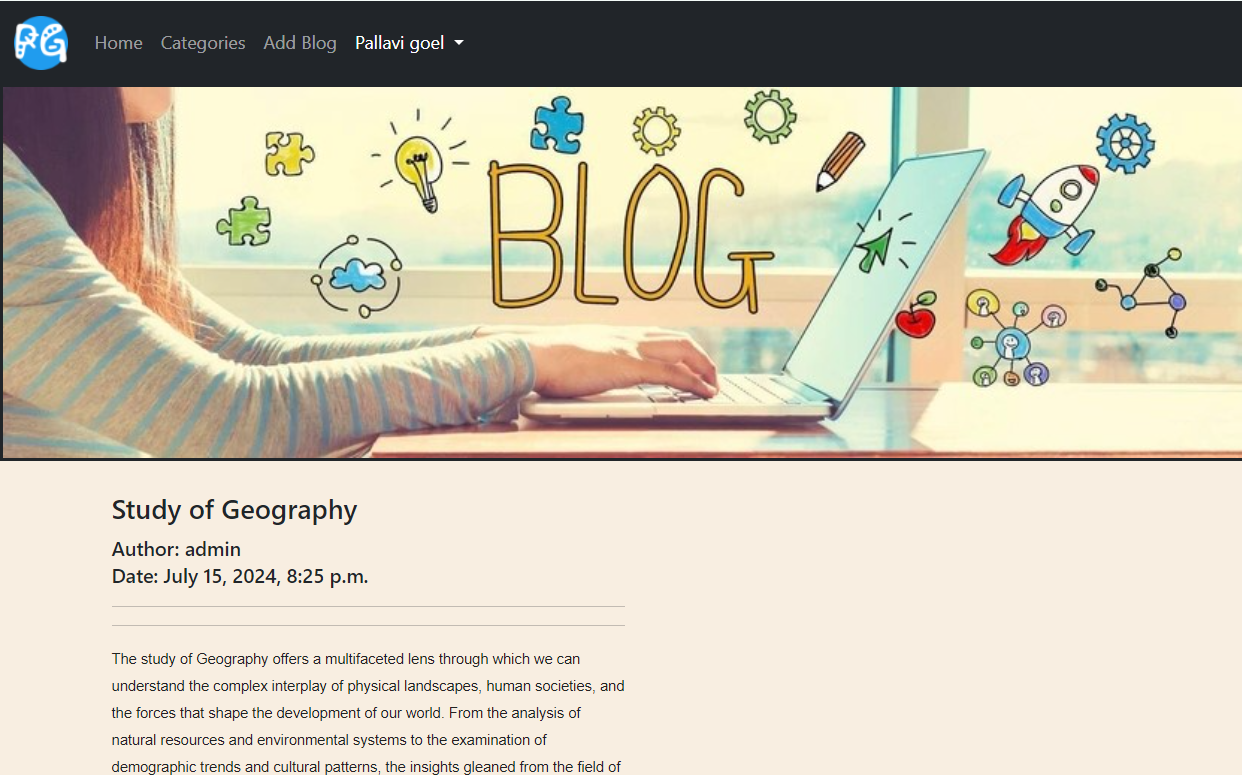 PG
Home Categories Add Blog Pallavi goel
BLOG
Study of Geography
Author: admin
Date: July 15, 2024, 8:25 p.m.
The study of Geography offers a multifaceted lens through which we can
understand the complex interplay of physical landscapes, human societies, and
the forces that shape the development of our world. From the analysis of
natural resources and environmental systems to the examination of
demographic trends and cultural patterns, the insights gleaned from the field of